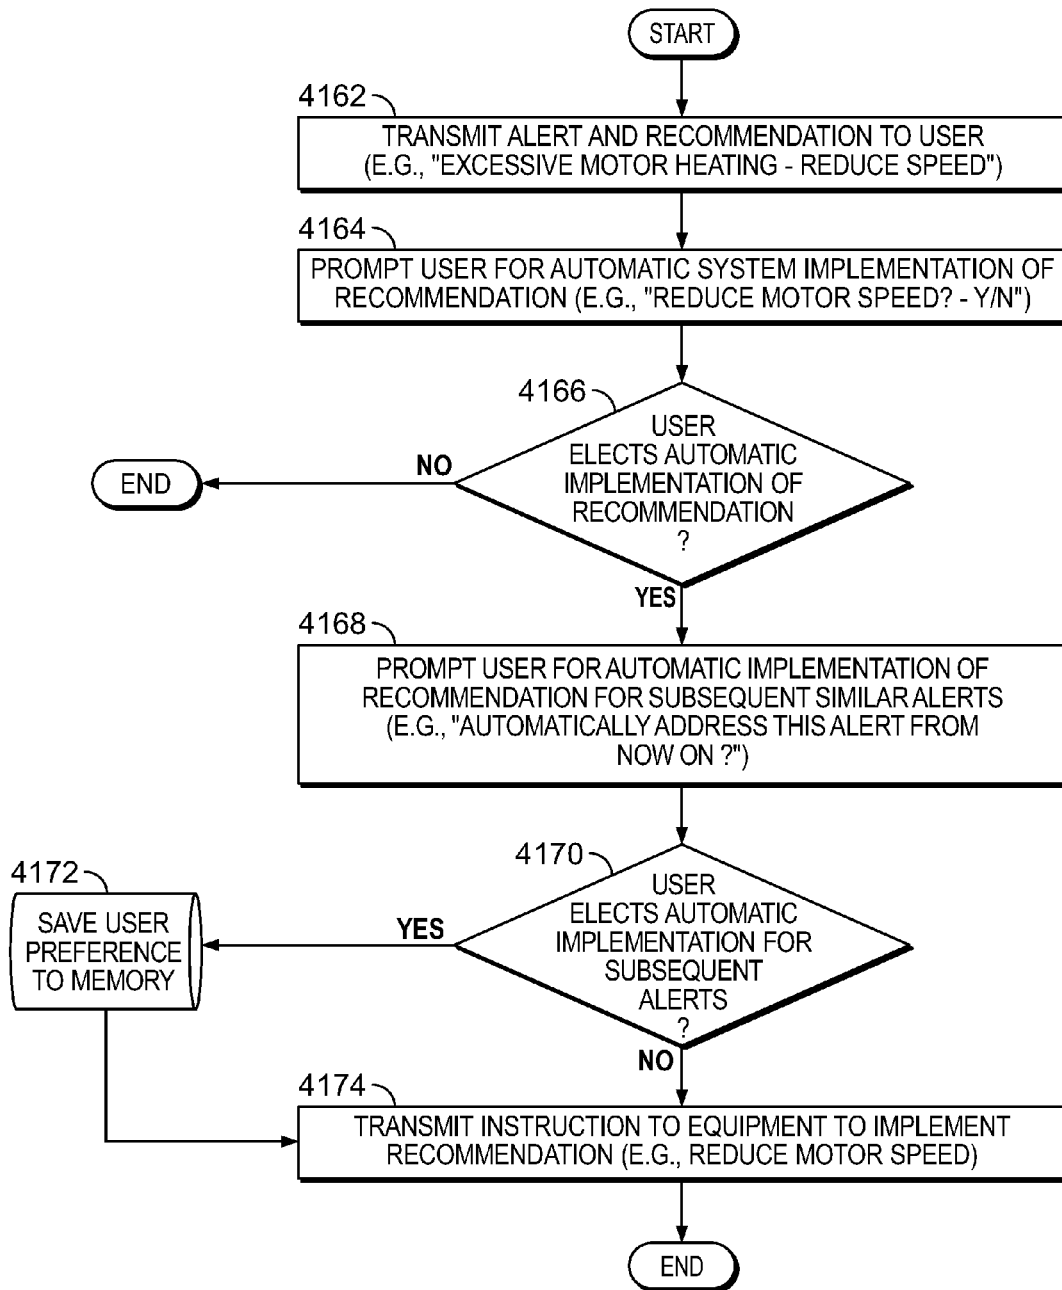 START
4162
TRANSMIT ALERT AND RECOMMENDATION TO USER
(E.G., "EXCESSIVE MOTOR HEATING - REDUCE SPEED")
4164
PROMPT USER FOR AUTOMATIC SYSTEM IMPLEMENTATION OF
RECOMMENDATION (E.G., "REDUCE MOTOR SPEED? - Y/N")
4166
USER
ELECTS AUTOMATIC
IMPLEMENTATION OF
RECOMMENDATION
?
NO
END
YES
4168
PROMPT USER FOR AUTOMATIC IMPLEMENTATION OF
RECOMMENDATION FOR SUBSEQUENT SIMILAR ALERTS
(E.G., "AUTOMATICALLY ADDRESS THIS ALERT FROM
NOW ON ?")
4170
USER
ELECTS AUTOMATIC
IMPLEMENTATION FOR
SUBSEQUENT
ALERTS
?
YES
4172
SAVE USER
PREFERENCE
TO MEMORY
NO
4174
TRANSMIT INSTRUCTION TO EQUIPMENT TO IMPLEMENT
RECOMMENDATION (E.G., REDUCE MOTOR SPEED)
END